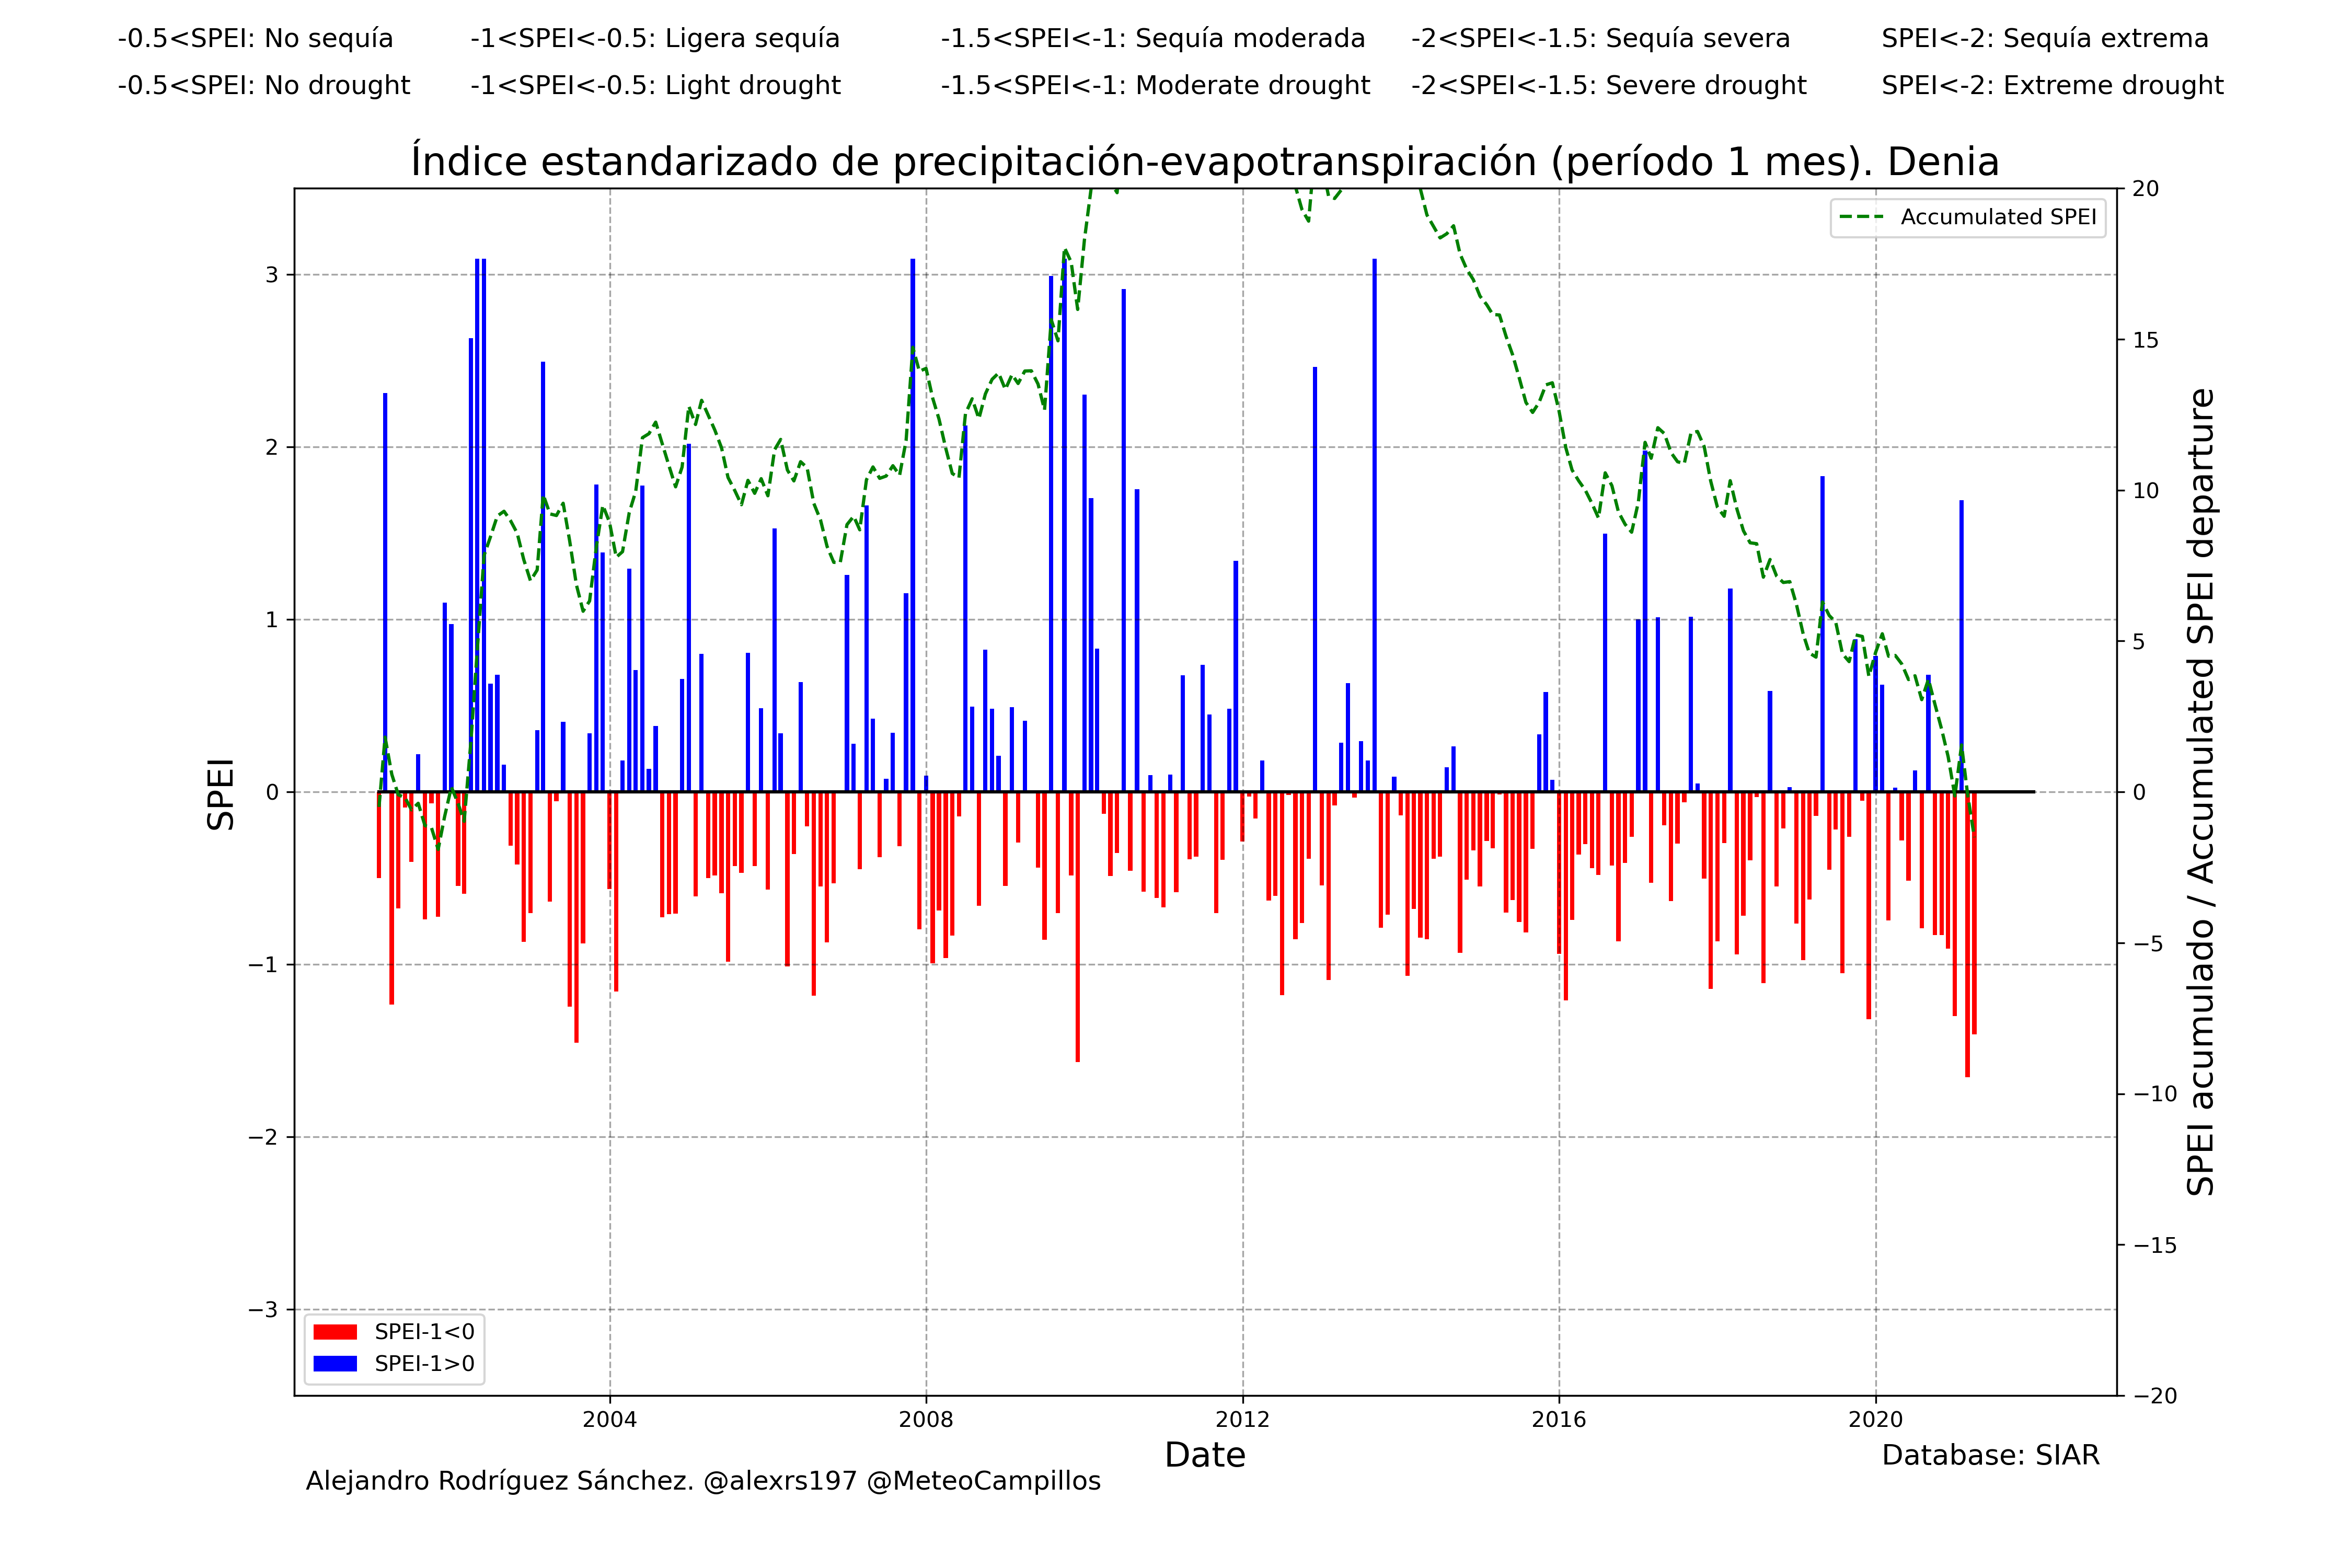 -0.5<SPEI: No sequía -1<SPEI<-0.5: Ligera sequía -1.5<SPEI<-1: Sequía moderada -2<SPEI<-1.5: Sequía severa SPEI<-2: Sequía extrema
-0.5<SPEI: No drought -1<SPEI<-0.5: Light drought -1.5<SPEI<-1: Moderate drought -2<SPEI<-1.5: Severe drought SPEI<-2: Extreme drought
Índice estandarizado de precipitación-evapotranspiración (período 1 mes). Denia
Accumulated SPEI
SPEI
3
2
1
0
−1
−2
−3
20
15
10
5
0
−5
−10
−15
−20
SPEI acumulado / Accumulated SPEI departure
SPEI-1<0
SPEI-1>0
2004 2008 2012 2016 2020
Date
Database: SIAR
Alejandro Rodríguez Sánchez. @alexrs197 @MeteoCampillos